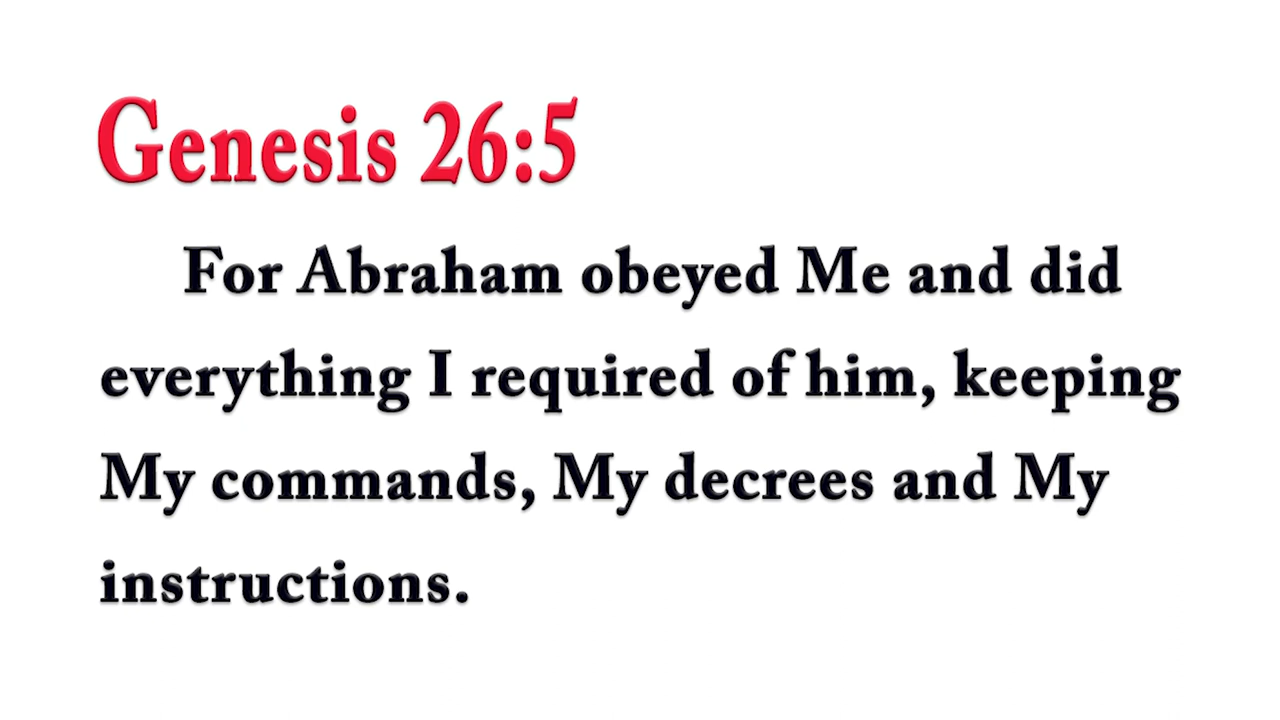 Genesis 26:5
For Abraham obeyed Me and did
everything I required of him, keeping
My commands, My decrees and My
instructions.